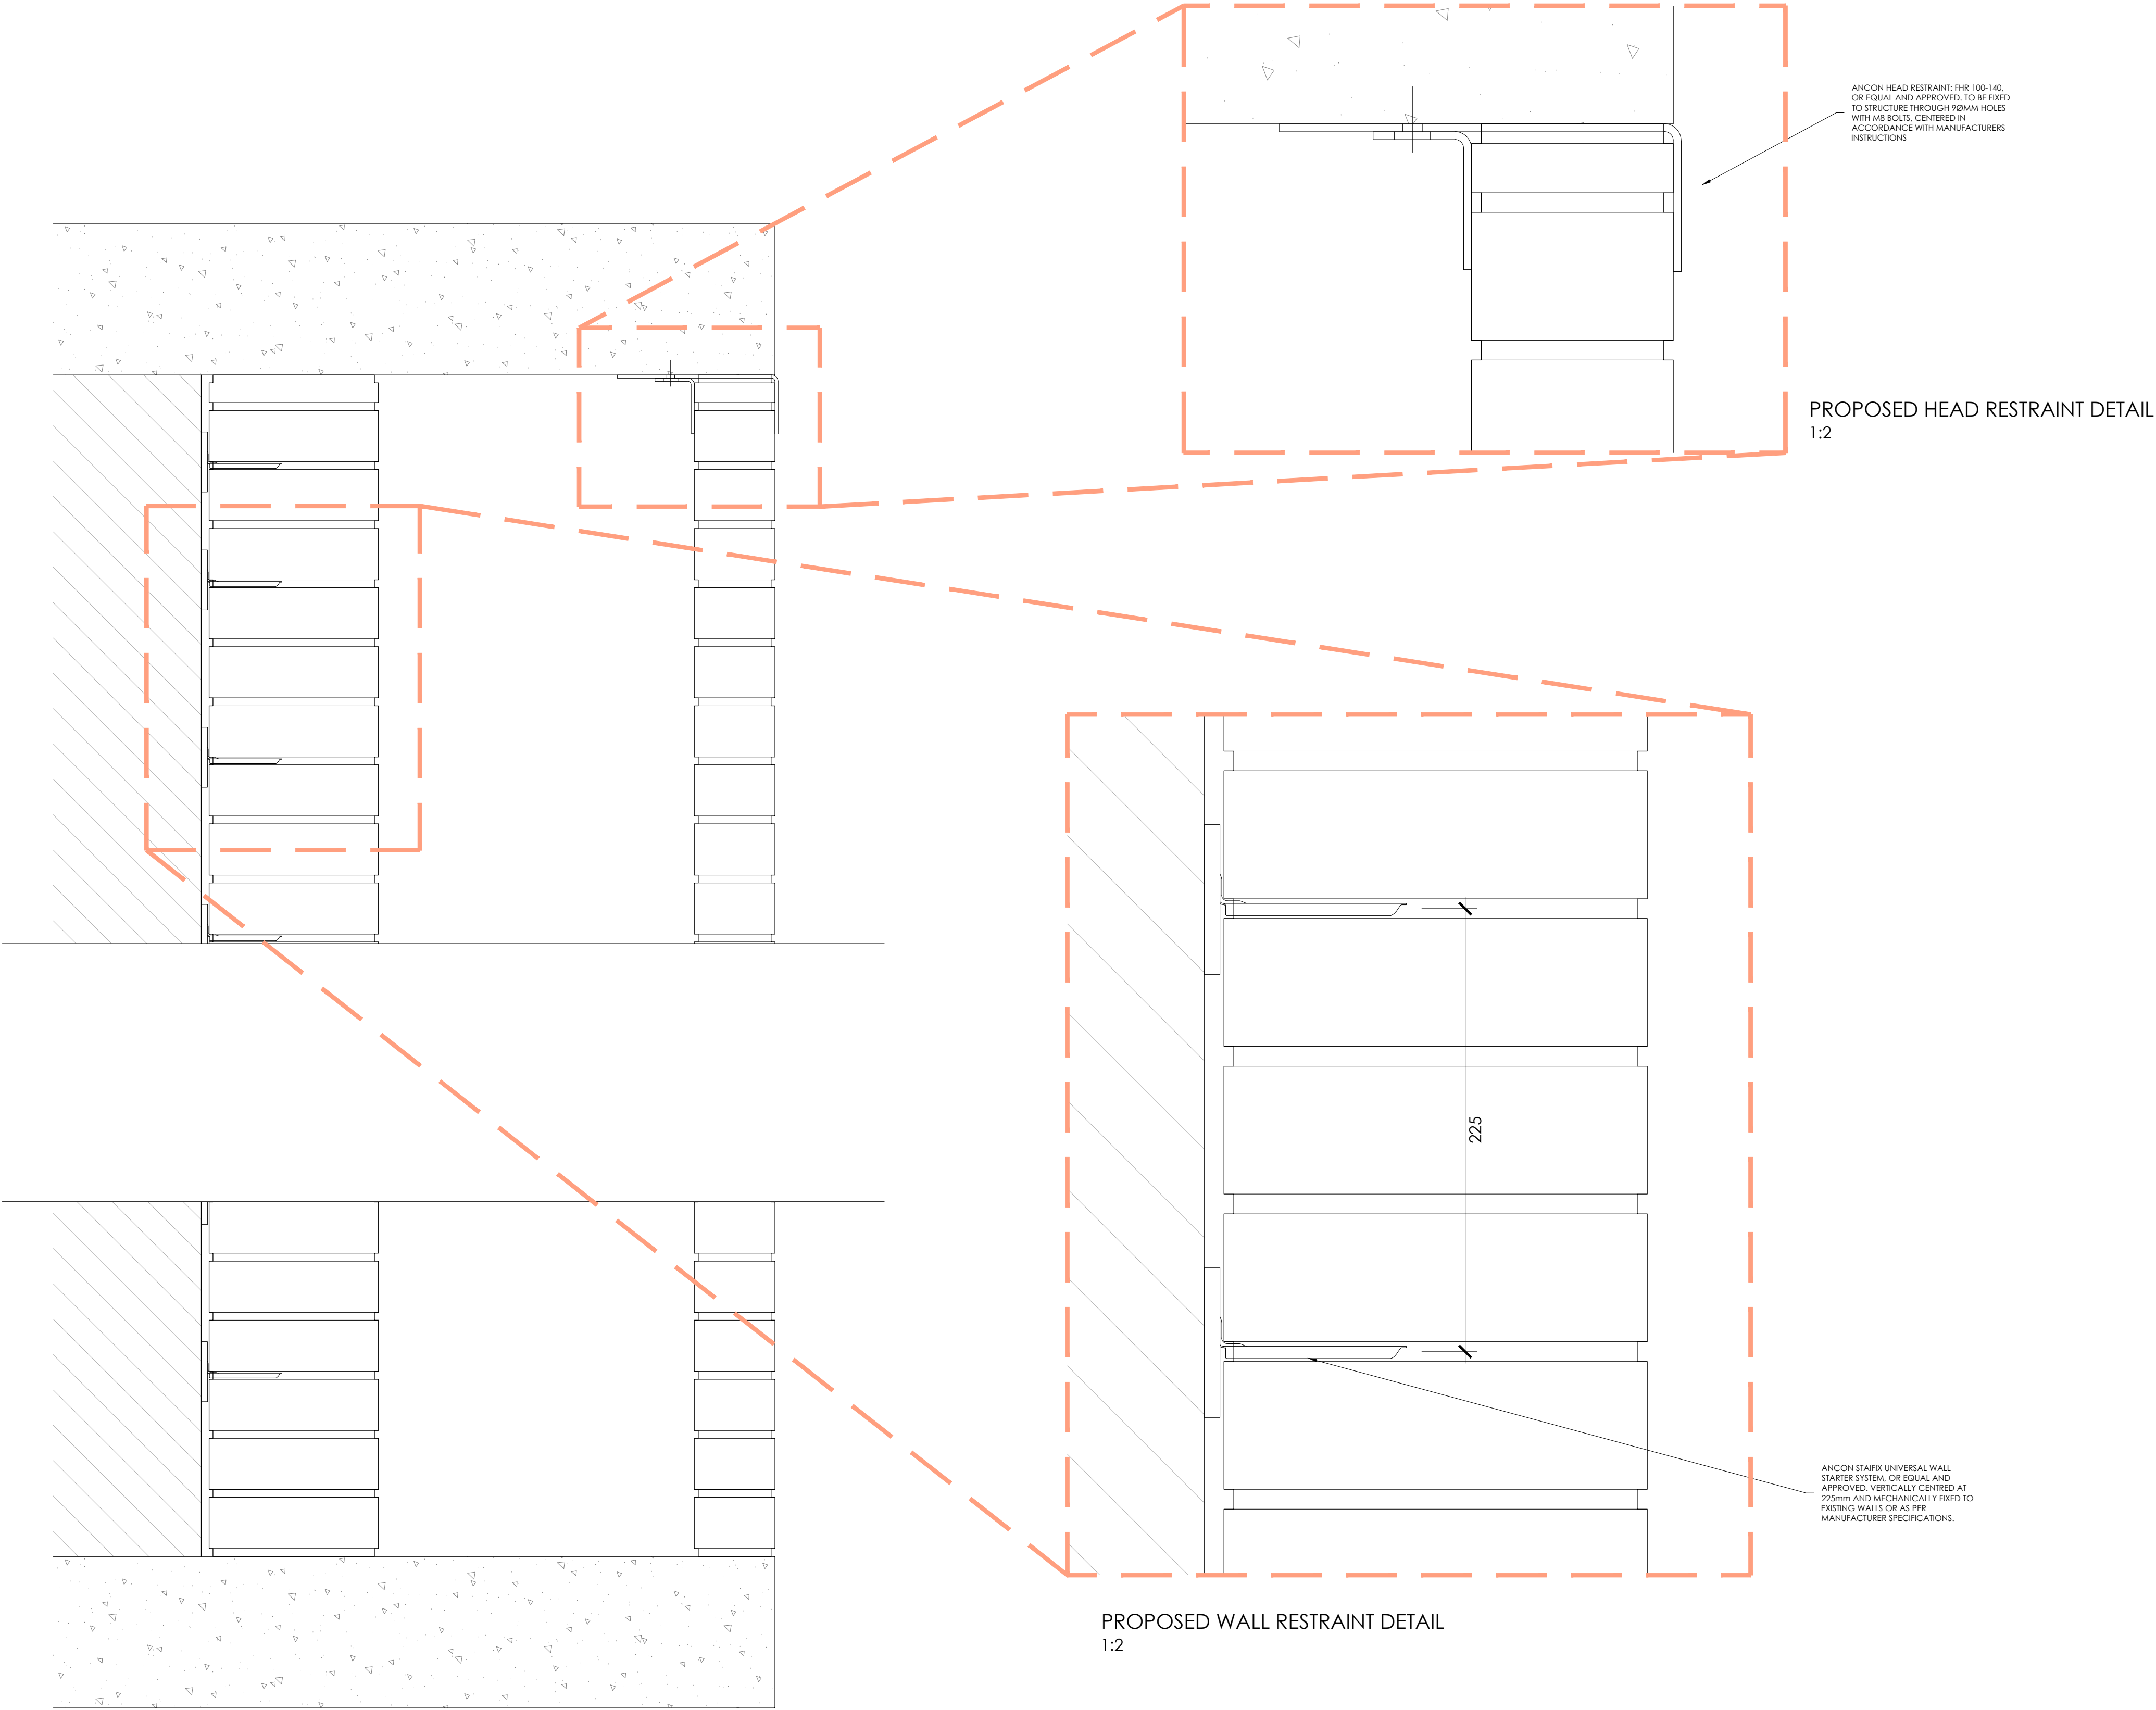 ANCON HEAD RESTRAINT: FHR 100-140,
OR EQUAL AND APPROVED, TO BE FIXED
TO STRUCTURE THROUGH 9ØMM HOLES
WITH M8 BOLTS, CENTERED IN
ACCORDANCE WITH MANUFACTURERS
INSTRUCTIONS
PROPOSED HEAD RESTRAINT DETAIL
1:2
225
ANCON STAIFIX UNIVERSAL WALL
STARTER SYSTEM, OR EQUAL AND
APPROVED, VERTICALLY CENTRED AT
225mm AND MECHANICALLY FIXED TO
EXISTING WALLS OR AS PER
MANUFACTURER SPECIFICATIONS.
PROPOSED WALL RESTRAINT DETAIL
1:2